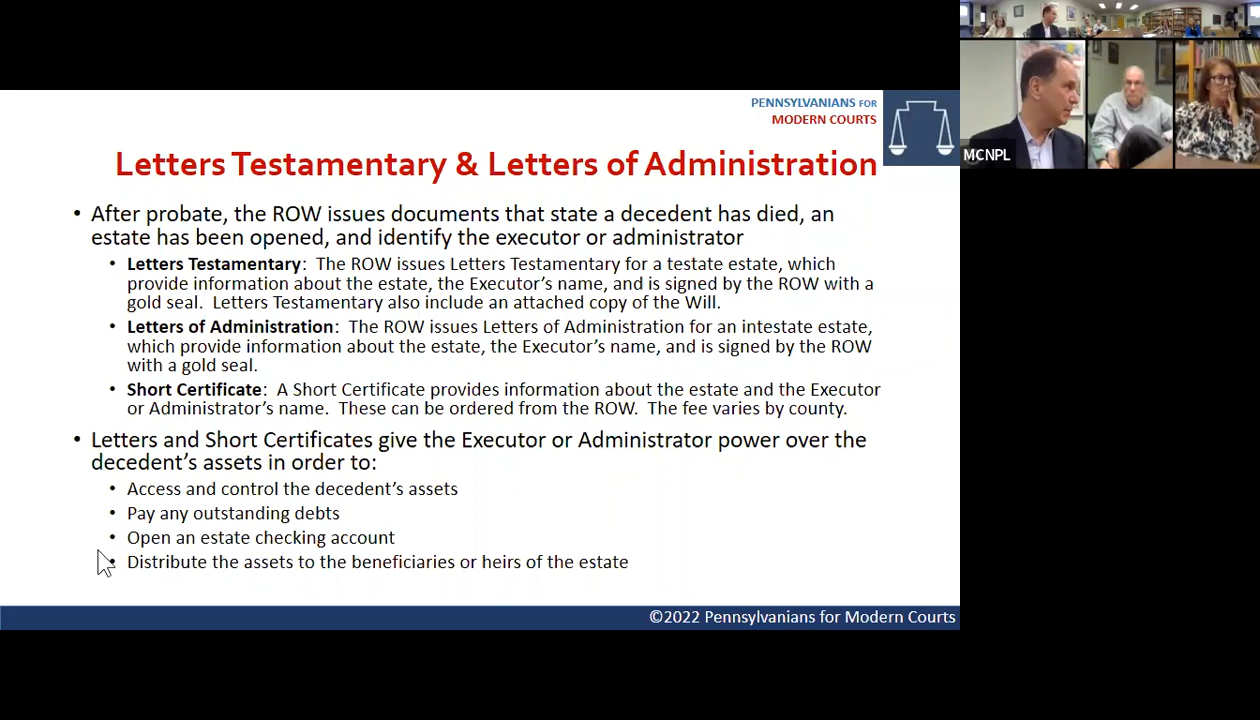 PENNSYLVANIANS FOR
MODERN COURTS
Letters Testamentary & Letters of Administration
• After probate, the ROW issues documents that state a decedent has died, an
estate has been opened, and identify the executor or administrator
• Letters Testamentary: The ROW issues Letters Testamentary for a testate estate, which
provide information about the estate, the Executor's name, and is signed by the ROW with a
gold seal. Letters Testamentary also include an attached copy of the Will.
• Letters of Administration: The ROW issues Letters of Administration for an intestate estate,
which provide information about the estate, the Executor's name, and is signed by the ROW
with a gold seal.
• Short Certificate: A Short Certificate provides information about the estate and the Executor
or Administrator's name. These can be ordered from the ROW. The fee varies by county.
• Letters and Short Certificates give the Executor or Administrator power over the
decedent's assets in order to:
• Access and control the decedent's assets
• Pay any outstanding debts
• Open an estate checking account
• Distribute the assets to the beneficiaries or heirs of the estate
©2022 Pennsylvanians for Modern Courts
MCNPL